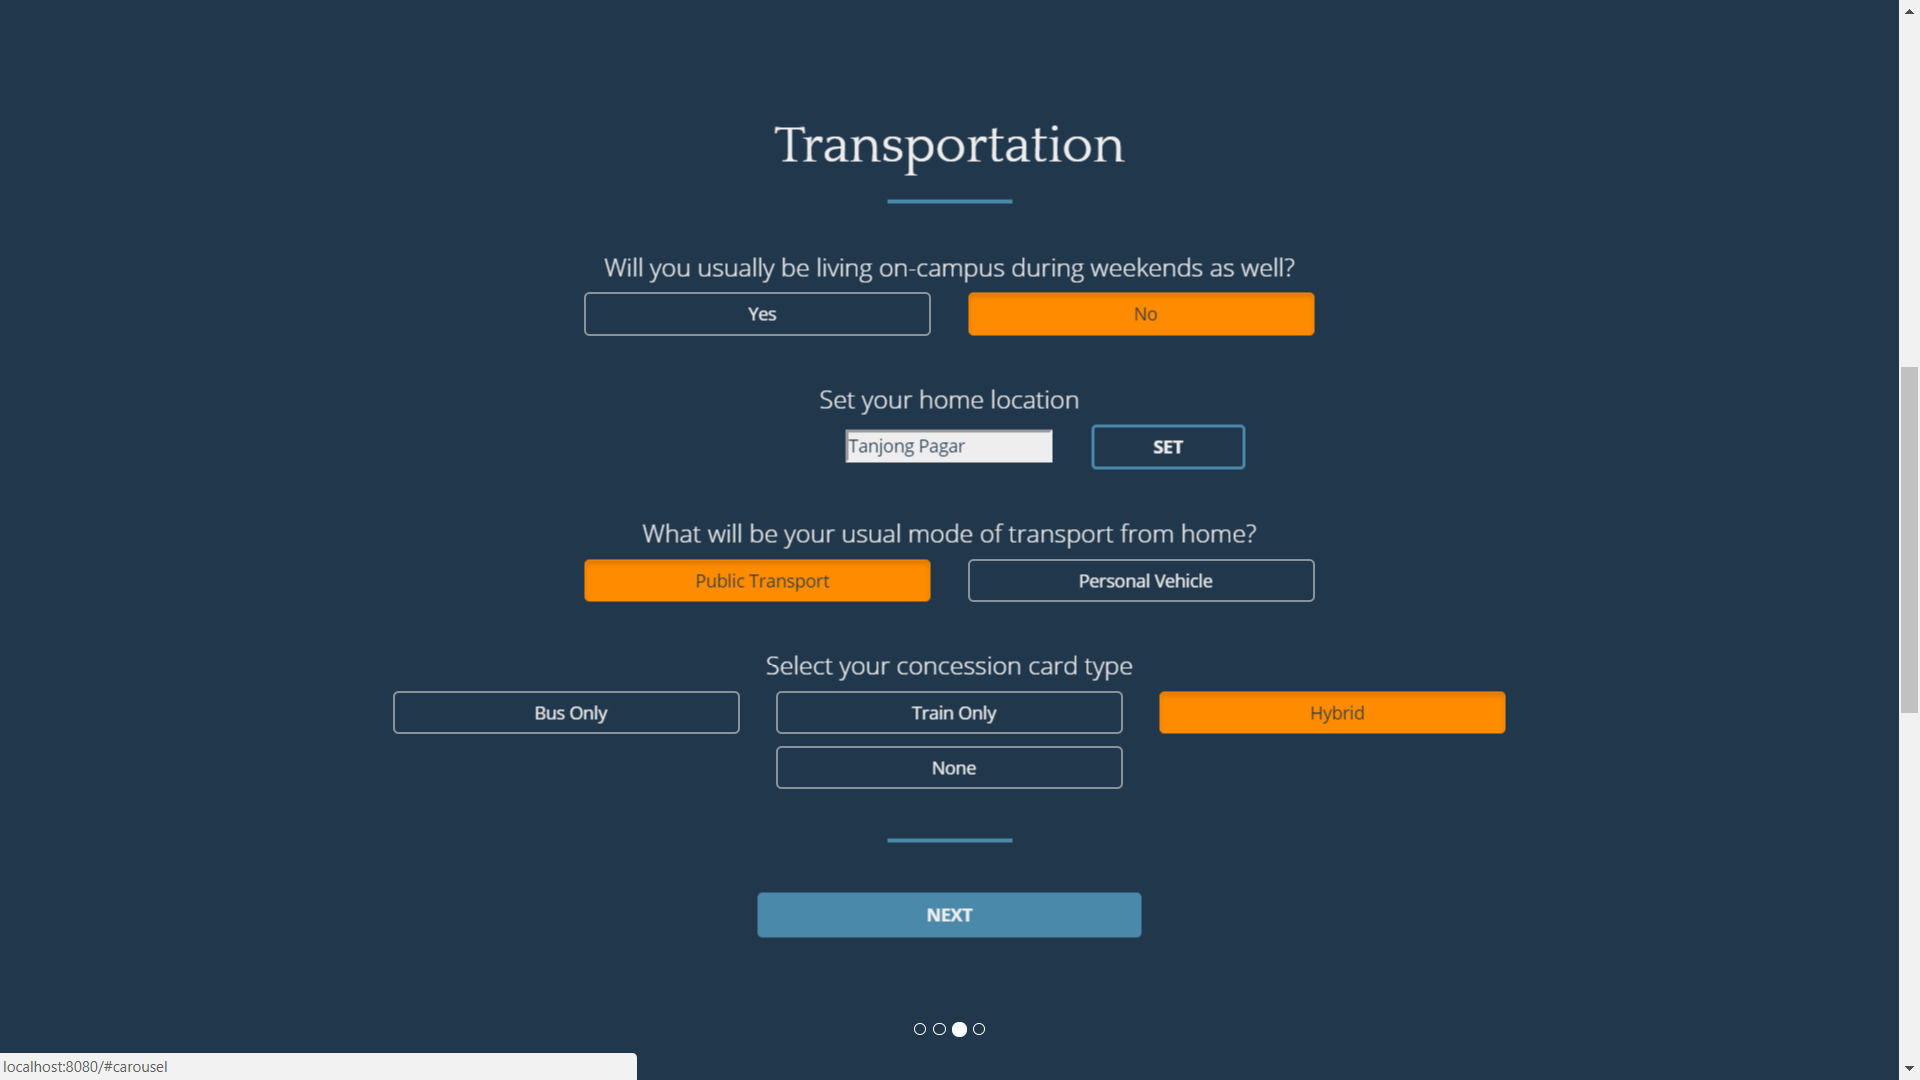 Transportation
Will you usually be living on-campus during weekends as well?
Yes No
Set your home location
Tanjong Pagar SET
What will be your usual mode of transport from home?
Public Transport Personal Vehicle
Select your concession card type
Bus Only Train Only Hybrid
None
NEXT
localhost:8080/#carousel